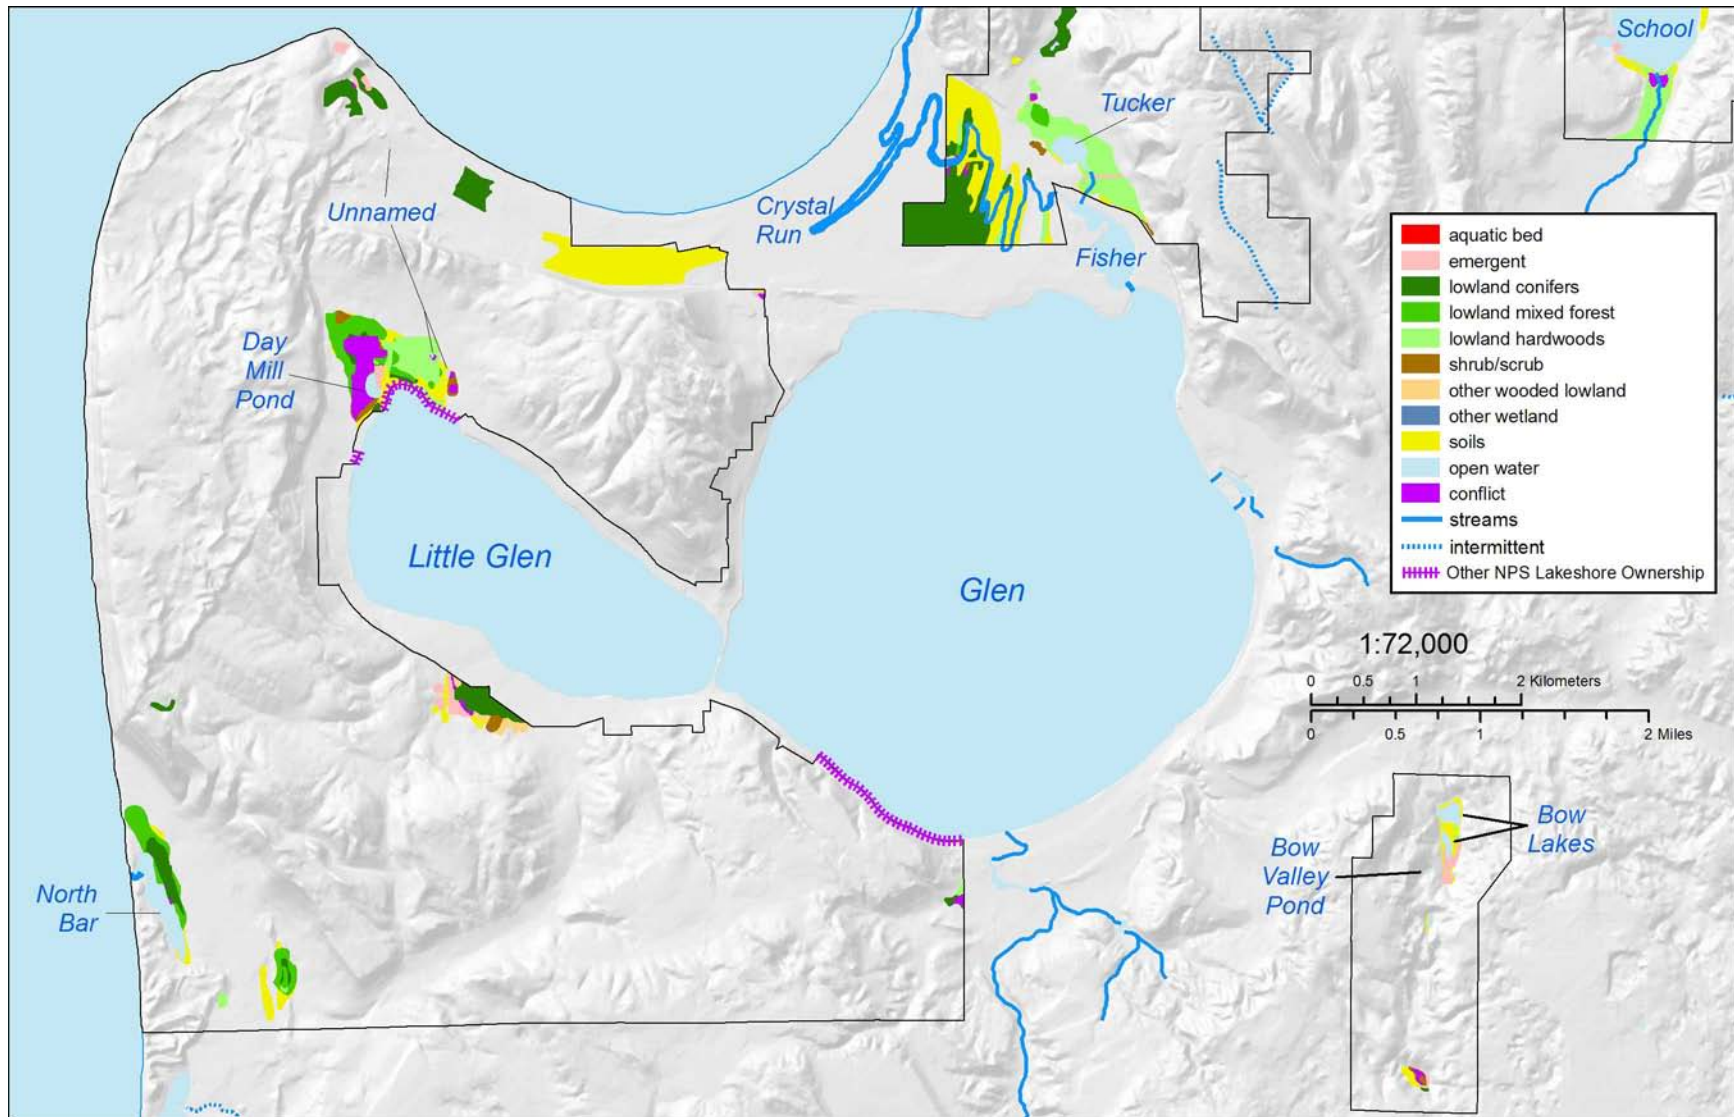 School
Tucker
Unnamed
Crystal
Run
Fisher
Day
Mill
Pond
Little Glen
Glen
North
Bar
Bow
Valley
Pond
Bow
Lakes
aquatic bed
emergent
lowland conifers
lowland mixed forest
lowland hardwoods
shrub/scrub
other wooded lowland
other wetland
soils
open water
conflict
streams
intermittent
Other NPS Lakeshore Ownership
1:72,000
0 0.5 1 2 Kilometers
0 0.5 1 2 Miles